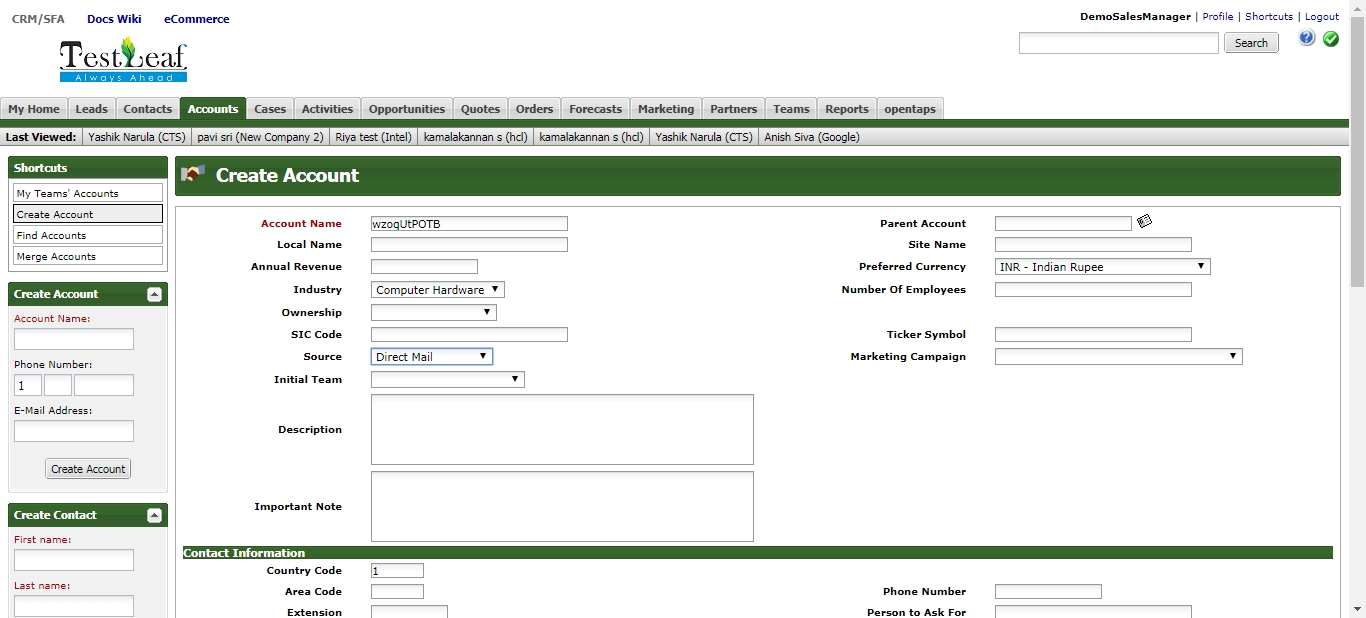 CRM/SFA Docs Wiki eCommerce
DemoSalesManager | Profile | Shortcuts | Logout
TestLeaf
Always Ahead
Search
My Home Leads Contacts Accounts Cases Activities Opportunities Quotes Orders Forecasts Marketing Partners Teams Reports opentaps
Last Viewed: Yashik Narula (CTS) pavi sri (New Company 2) Riya test (Intel) kamalakannan s (hcl) kamalakannan s (hcl) Yashik Narula (CTS) Anish Siva (Google)
Shortcuts
My Teams' Accounts
Create Account
Find Accounts
Merge Accounts
Create Account
Account Name:
Phone Number:
1
E-Mail Address:
Create Account
Create Contact
First name:
Last name:
Create Account
Account Name wzoqUtPOTB Parent Account
Local Name Site Name
Annual Revenue Preferred Currency INR - Indian Rupee
Industry Computer Hardware Number Of Employees
Ownership
SIC Code Ticker Symbol
Source Direct Mail Marketing Campaign
Initial Team
Description
Important Note
Contact Information
Country Code 1
Area Code Phone Number
Extension Person to Ask For